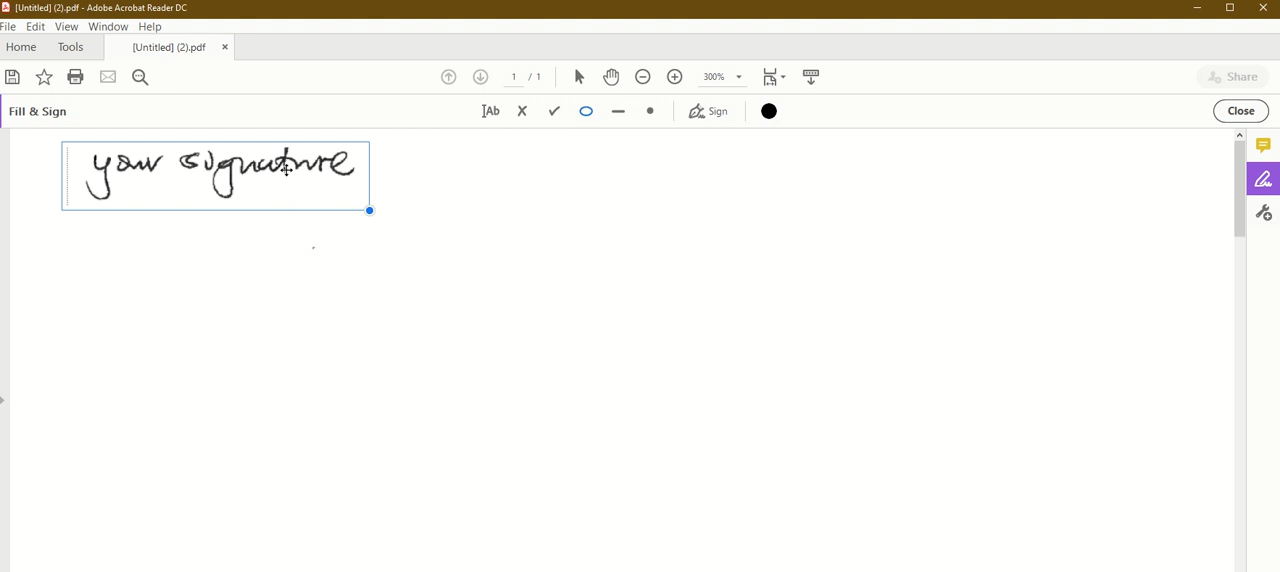 [Untitled] (2).pdf - Adobe Acrobat Reader DC
File Edit View Window Help
Home Tools [Untitled] (2).pdf ×
1 / 1 300% Share
Fill & Sign Ab Sign Close
your signature